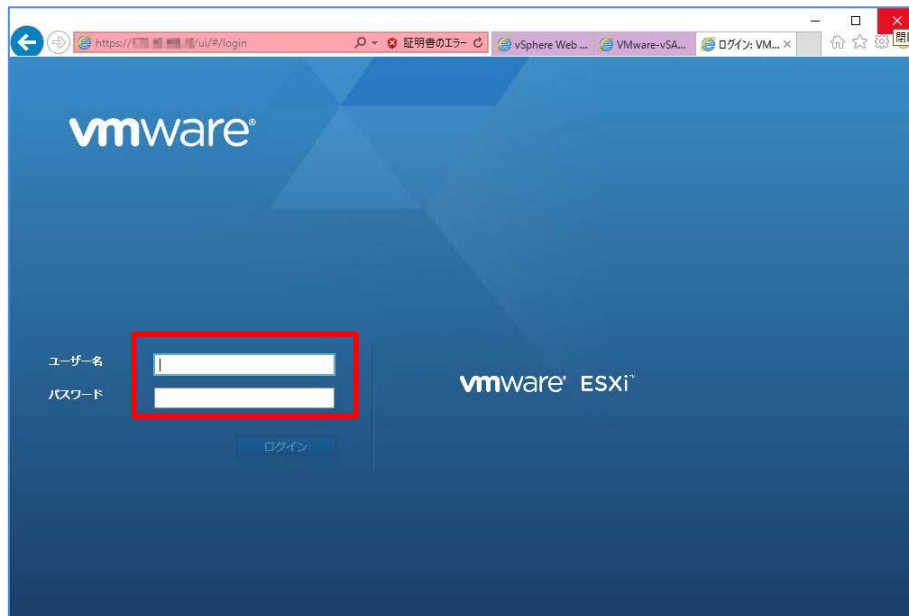 https:// /ui/#/login
証明書のエラー
vSphere Web ...
VMware-vSA...
ログイン: VM...
vmware®
ユーザー名
パスワード
ログイン
vmware® ESXi™